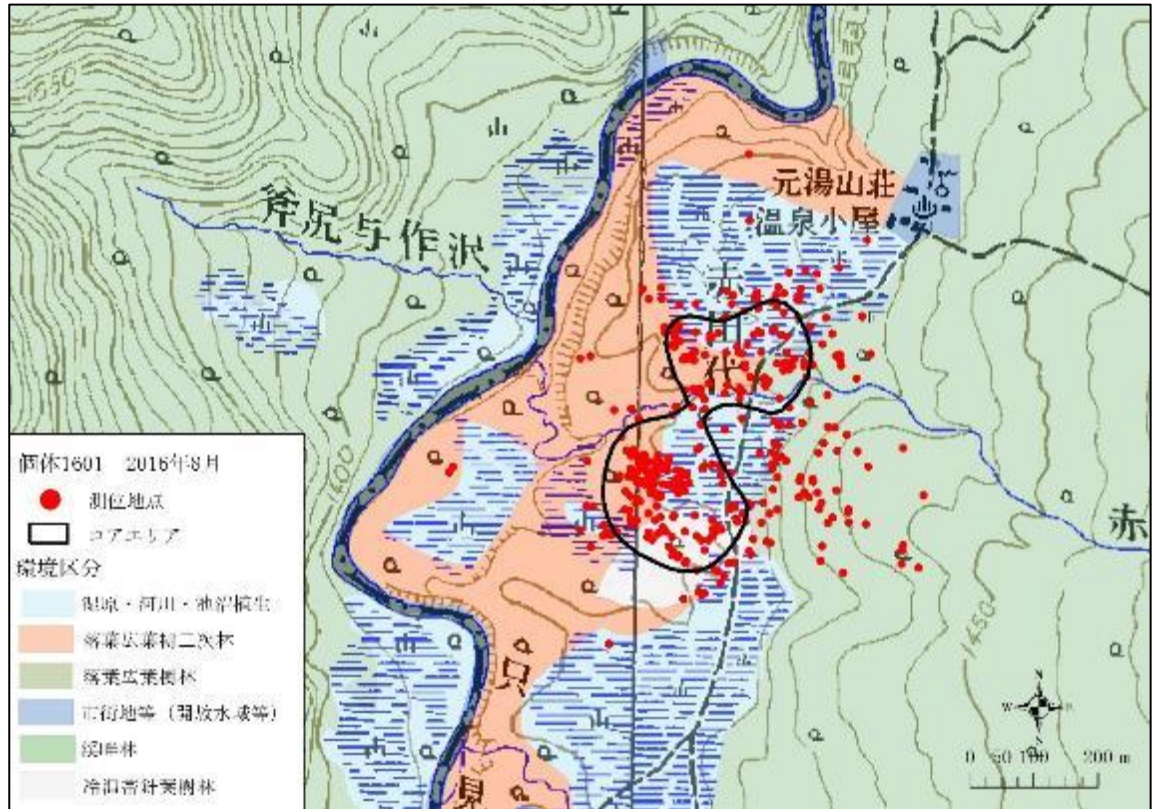 1650
元湯山荘
温泉小屋
斧尻与作沢
赤田代
1600
赤
1450
只
見
個体1601 2016年8月
測位地点
コアエリア
環境区分
湿原・河川・池沼植生
落葉広葉樹二次林
落葉広葉樹林
市街地等（開放水域等）
冷温帯針葉樹林
N
W E
S
0 50 100 200 m